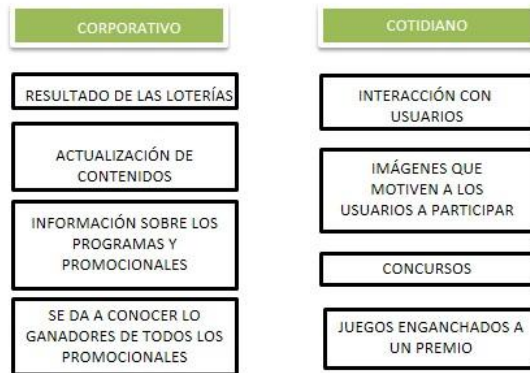 CORPORATIVO
RESULTADO DE LAS LOTERÍAS
ACTUALIZACIÓN DE
CONTENIDOS
INFORMACIÓN SOBRE LOS
PROGRAMAS Y
PROMOCIONALES
SE DA A CONOCER LO
GANADORES DE TODOS LOS
PROMOCIONALES
COTIDIANO
INTERACCIÓN CON
USUARIOS
IMÁGENES QUE
MOTIVEN A LOS
USUARIOS A PARTICIPAR
CONCURSOS
JUEGOS ENGANCHADOS A
UN PREMIO